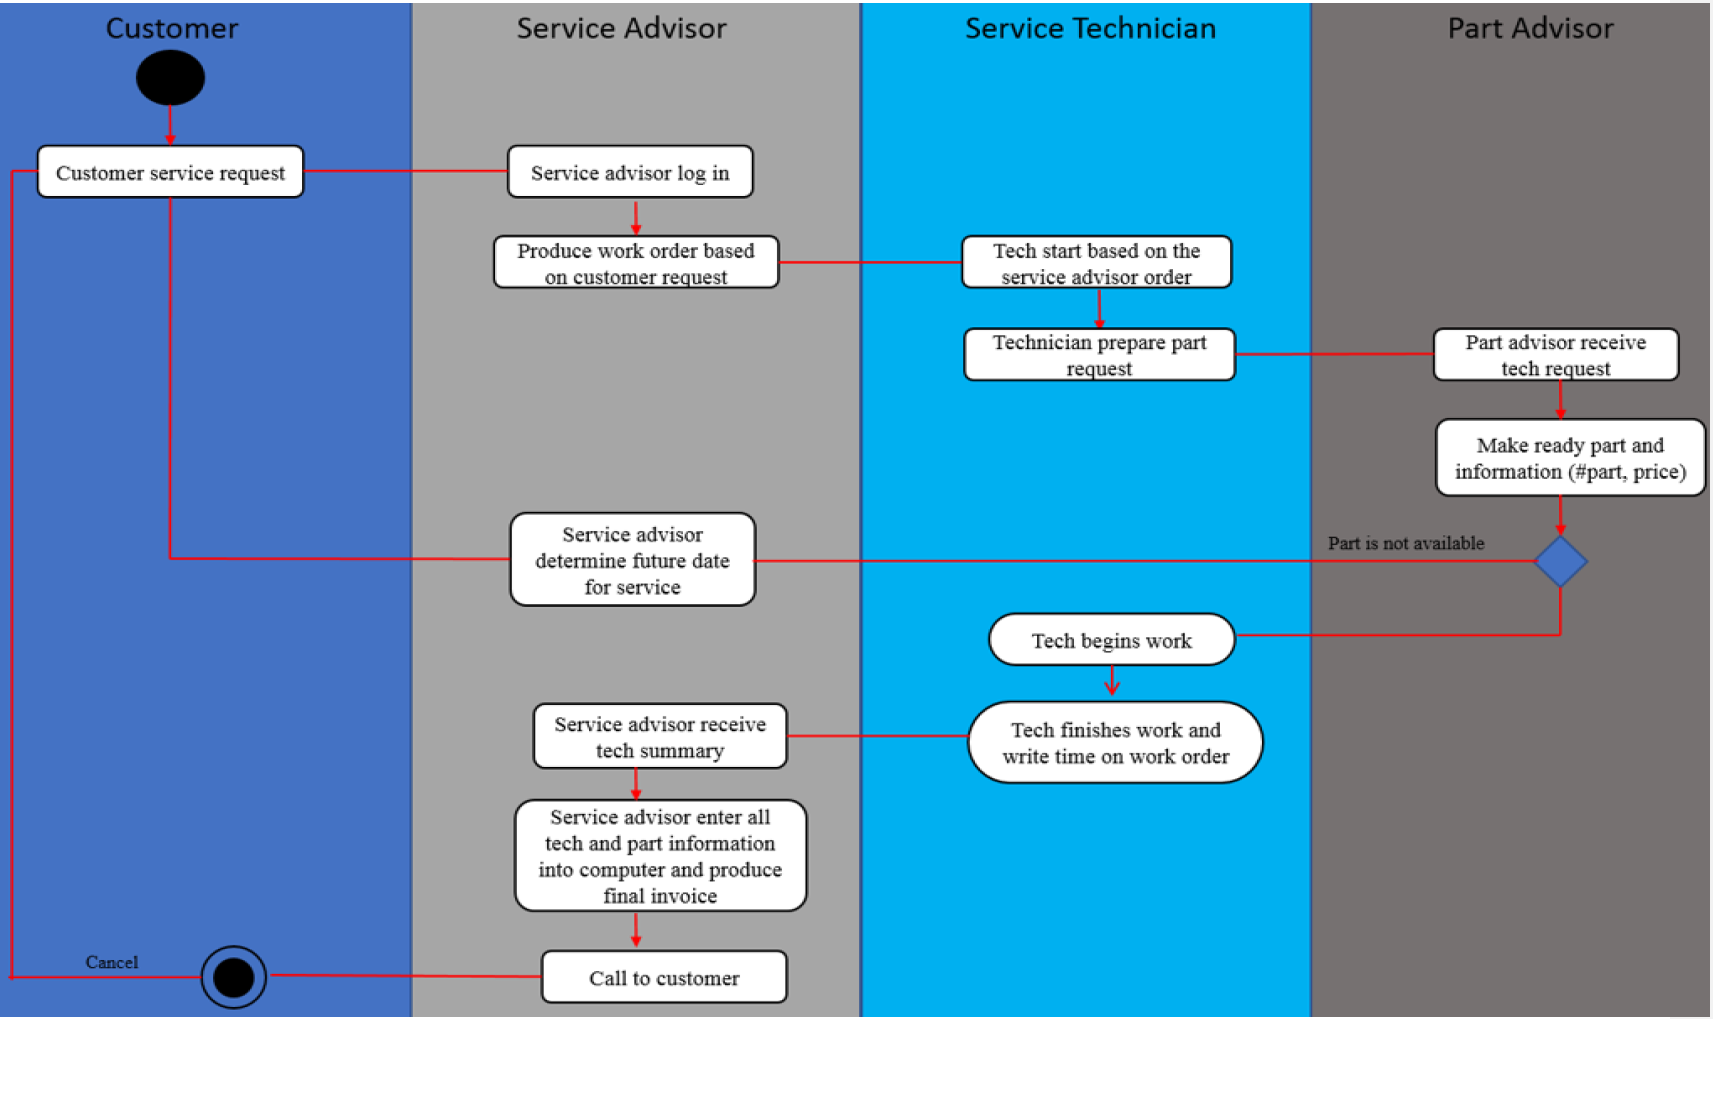 Customer
Service Advisor
Service Technician
Part Advisor
Customer service request
Service advisor log in
Produce work order based
on customer request
Tech start based on the
service advisor order
Technician prepare part
request
Part advisor receive
tech request
Make ready part and
information (#part, price)
Part is not available
Service advisor
determine future date
for service
Tech begins work
Tech finishes work and
write time on work order
Service advisor receive
tech summary
Service advisor enter all
tech and part information
into computer and produce
final invoice
Call to customer
Cancel